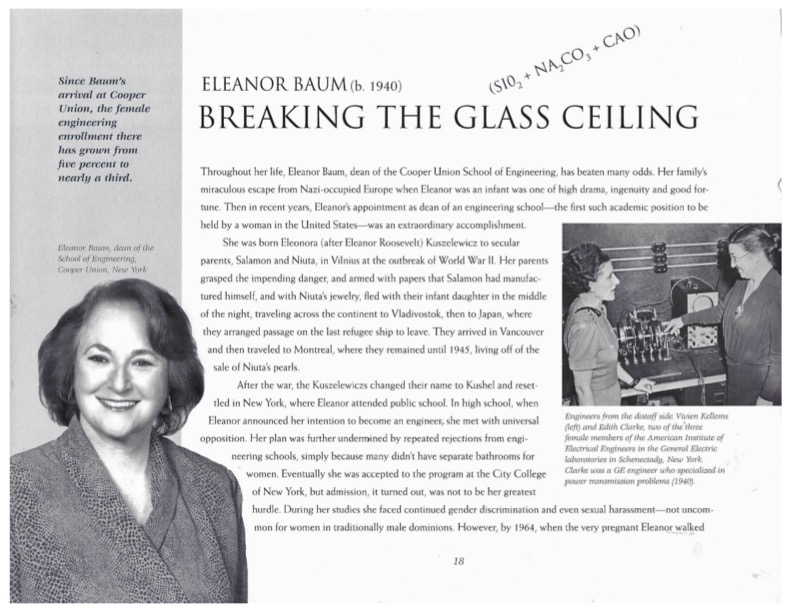 Since Baum's
arrival at Cooper
Union, the female
engineering
enrollment there
has grown from
five percent to
nearly a third.
Eleanor Baum, dean of the
School of Engineering,
Cooper Union, New York
(SIO₂ + NA₂CO₃ + CAO)
ELEANOR BAUM (b. 1940)
BREAKING THE GLASS CEILING
Throughout her life, Eleanor Baum, dean of the Cooper Union School of Engineering, has beaten many odds. Her family's
miraculous escape from Nazi-occupied Europe when Eleanor was an infant was one of high drama, ingenuity and good for-
tune. Then in recent years, Eleanor's appointment as dean of an engineering school—the first such academic position to be
held by a woman in the United States—was an extraordinary accomplishment.
She was born Eleonora (after Eleanor Roosevelt) Kuszelewicz to secular
parents, Salamon and Niuta, in Vilnius at the outbreak of World War II. Her parents
grasped the impending danger, and armed with papers that Salamon had manufac-
tured himself, and with Niuta's jewelry, fled with their infant daughter in the middle
of the night, traveling across the continent to Vladivostok, then to Japan, where
they arranged passage on the last refugee ship to leave. They arrived in Vancouver
and then traveled to Montreal, where they remained until 1945, living off of the
sale of Niuta's pearls.
After the war, the Kuszelewiczs changed their name to Kushel and reset-
tled in New York, where Eleanor attended public school. In high school, when
Eleanor announced her intention to become an engineer, she met with universal
opposition. Her plan was further undermined by repeated rejections from engi-
neering schools, simply because many didn't have separate bathrooms for
women. Eventually she was accepted to the program at the City College
of New York, but admission, it turned out, was not to be her greatest
hurdle. During her studies she faced continued gender discrimination and even sexual harassment—not uncom-
mon for women in traditionally male dominions. However, by 1964, when the very pregnant Eleanor walked
Engineers from the distaff side. Vivien Kellems
(left) and Edith Clarke, two of the three
female members of the American Institute of
Electrical Engineers in the General Electric
laboratories in Schenectady, New York.
Clarke was a GE engineer who specialized in
power transmission problems (1940).
18